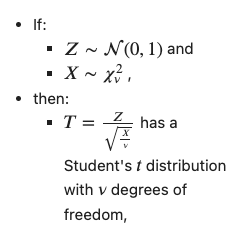 • If:
▪ Z ∼ 𝒩(0, 1) and
▪ X ∼ χ²_ν ,
• then:
▪ T = Z / √(X/ν) has a
Student's t distribution
with ν degrees of
freedom,